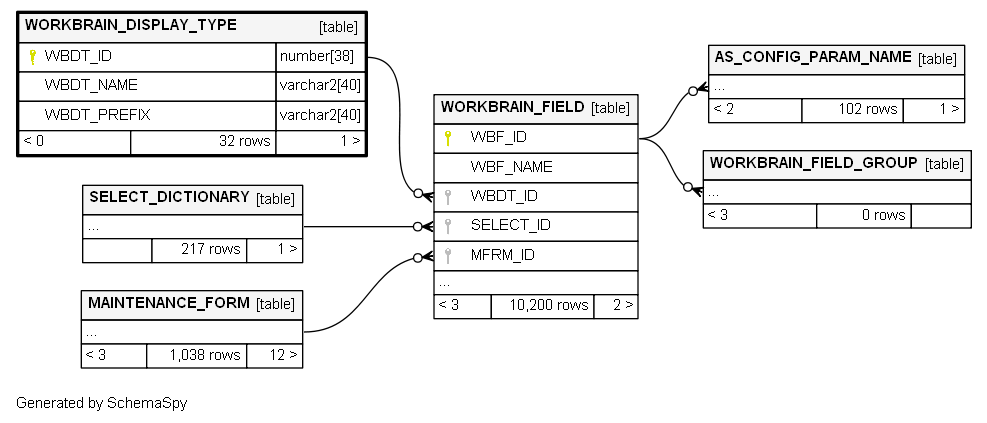 WORKBRAIN_DISPLAY_TYPE [table]
WBDT_ID number[38]
WBDT_NAME varchar2[40]
WBDT_PREFIX varchar2[40]
< 0 32 rows 1 >
SELECT_DICTIONARY [table]
...
217 rows 1 >
MAINTENANCE_FORM [table]
...
< 3 1,038 rows 12 >
WORKBRAIN_FIELD [table]
WBF_ID
WBF_NAME
WBDT_ID
SELECT_ID
MFRM_ID
...
< 3 10,200 rows 2 >
AS_CONFIG_PARAM_NAME [table]
...
< 2 102 rows 1 >
WORKBRAIN_FIELD_GROUP [table]
...
< 3 0 rows
Generated by SchemaSpy